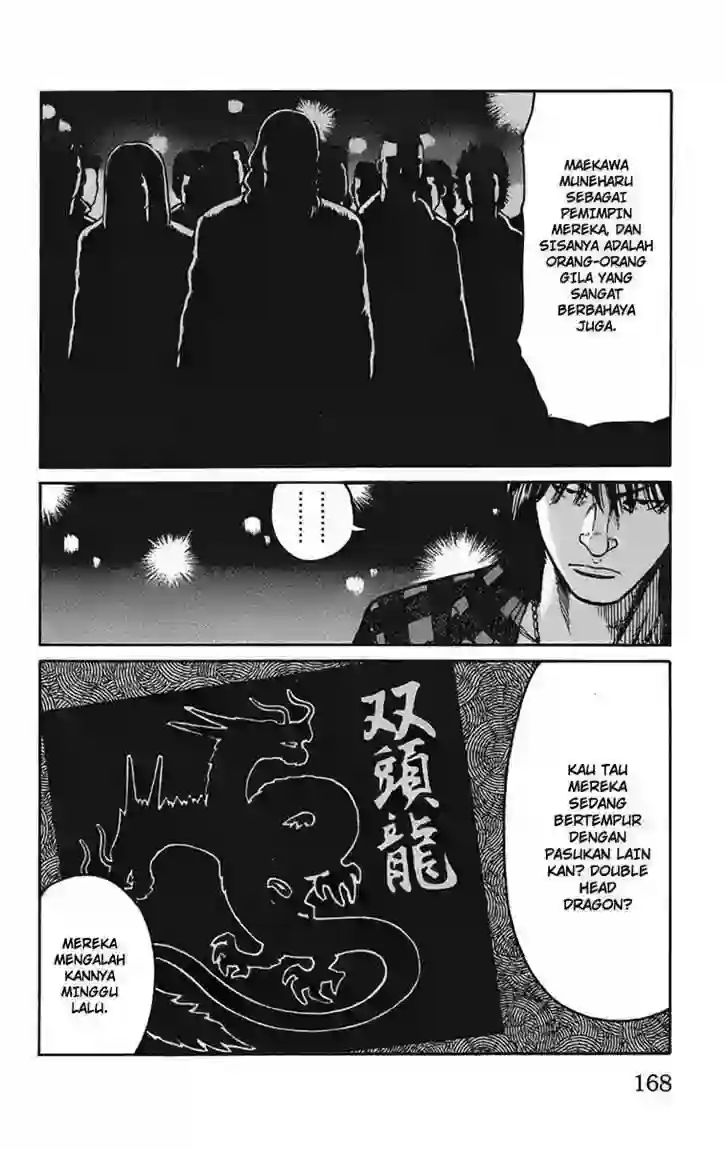 MAEKAWA
MUNEHARU
SEBAGAI
PEMIMPIN
MEREKA, DAN
SISANYA ADALAH
ORANG-ORANG
GILA YANG
SANGAT
BERBAHAYA
JUGA.
............
双頭龍
KAU TAU
MEREKA
SEDANG
BERTEMPUR
DENGAN
PASUKAN LAIN
KAN? DOUBLE
HEAD
DRAGON?
MEREKA
MENGALAH
KANNYA
MINGGU
LALU.
168